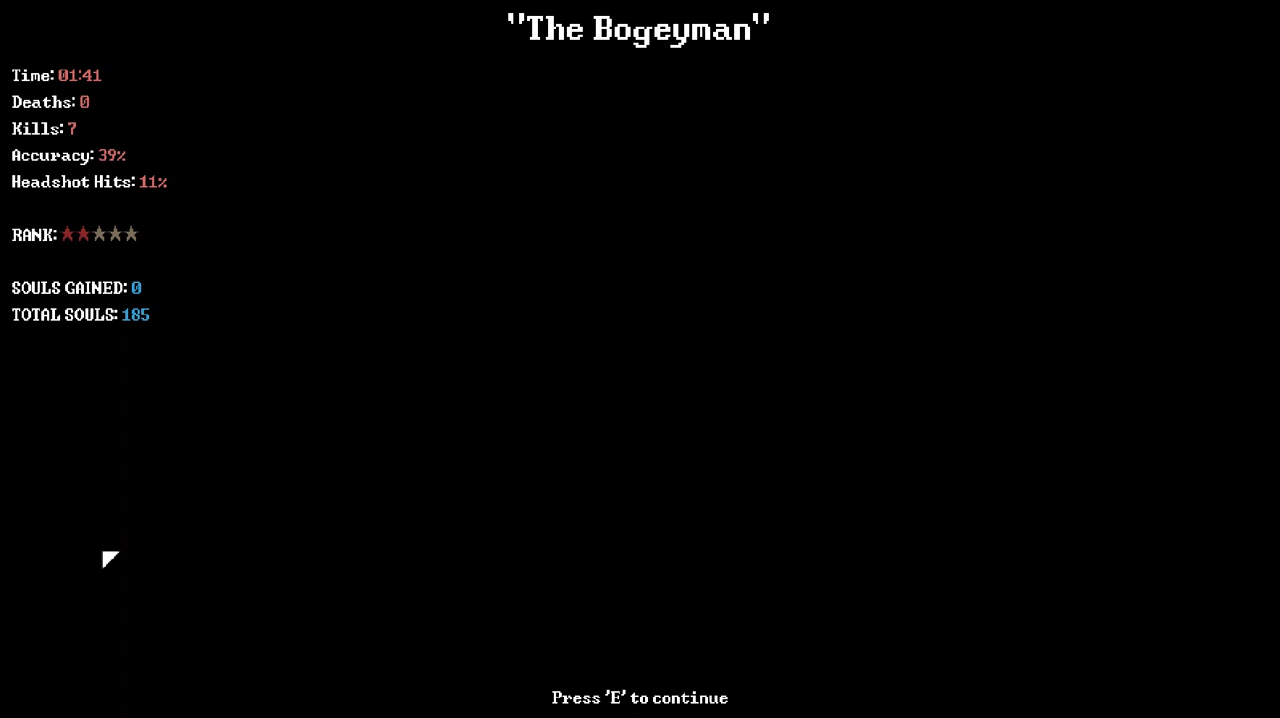 "The Bogeyman"
Time: 01:41
Deaths: 0
Kills: 7
Accuracy: 39%
Headshot Hits: 11%
RANK: ★★★★★
SOULS GAINED: 0
TOTAL SOULS: 185
Press 'E' to continue